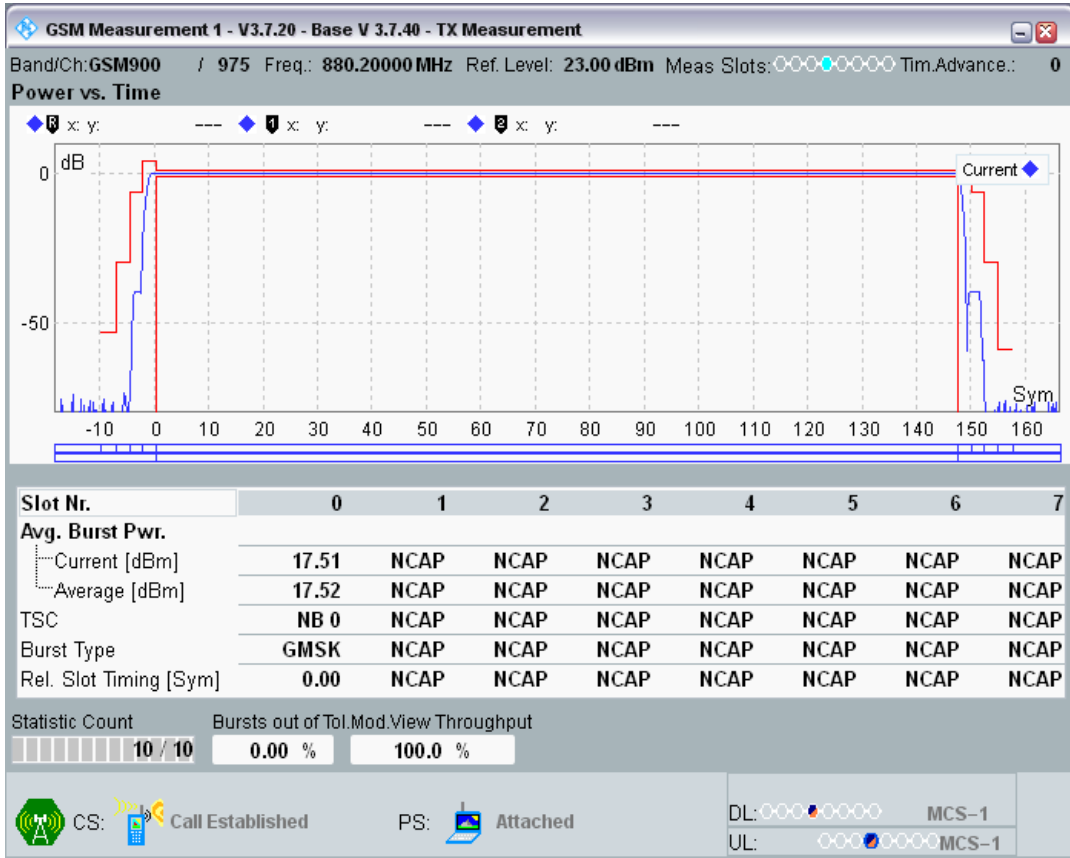 GSM Measurement 1 - V3.7.20 - Base V 3.7.40 - TX Measurement
Band/Ch:GSM900 / 975 Freq.: 880.20000 MHz Ref. Level: 23.00 dBm Meas Slots: Tim.Advance.: 0
Power vs. Time
R x: y: --- 1 x: y: --- 2 x: y: ---
dB
Current
0
-50
Sym
-10 0 10 20 30 40 50 60 70 80 90 100 110 120 130 140 150 160
Slot Nr. 0 1 2 3 4 5 6 7
Avg. Burst Pwr.
Current [dBm] 17.51 NCAP NCAP NCAP NCAP NCAP NCAP NCAP
Average [dBm] 17.52 NCAP NCAP NCAP NCAP NCAP NCAP NCAP
TSC NB 0 NCAP NCAP NCAP NCAP NCAP NCAP NCAP
Burst Type GMSK NCAP NCAP NCAP NCAP NCAP NCAP NCAP
Rel. Slot Timing [Sym] 0.00 NCAP NCAP NCAP NCAP NCAP NCAP NCAP
Statistic Count Bursts out of Tol.Mod.View Throughput
10 / 10 0.00 % 100.0 %
CS: Call Established PS: Attached
DL: MCS-1
UL: MCS-1